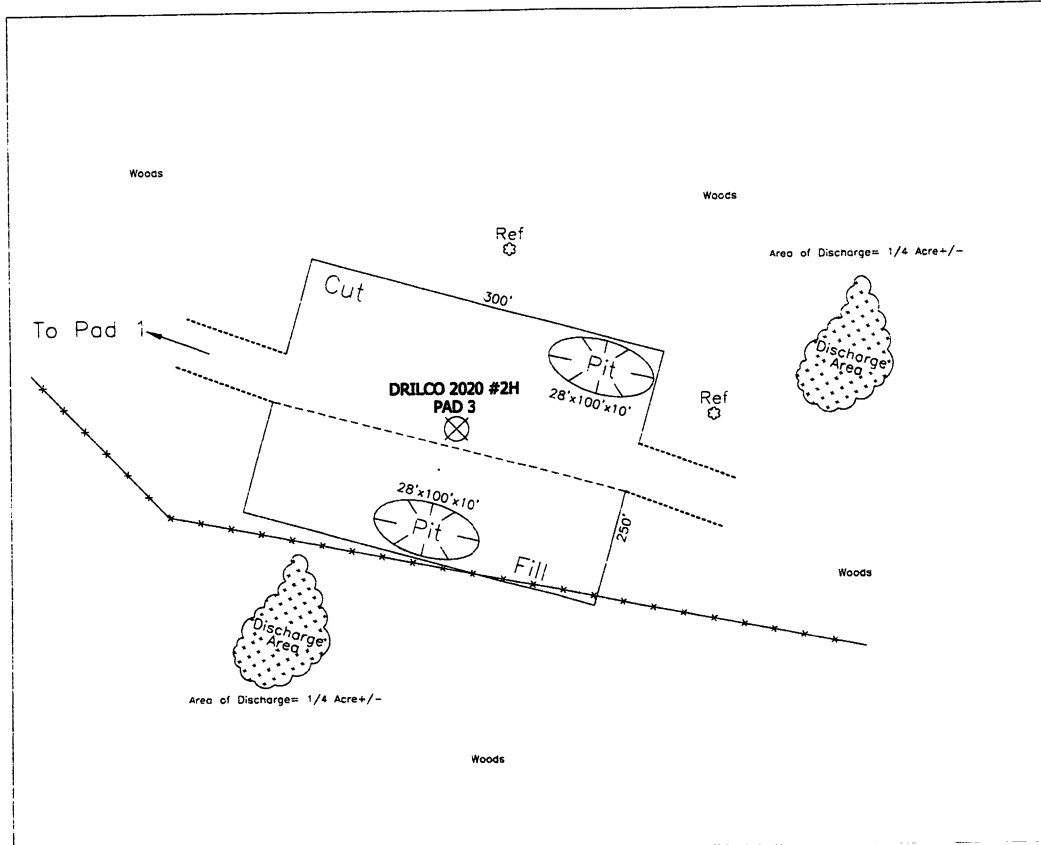 Woods
Woods
Ref
Area of Discharge= 1/4 Acre+/-
Cut
300'
To Pad 1
Pit
Discharge
Area
28'x100'x10'
DRILCO 2020 #2H
PAD 3
Ref
28'x100'x10'
Pit
250'
Fill
Woods
Discharge
Area
Area of Discharge= 1/4 Acre+/-
Woods